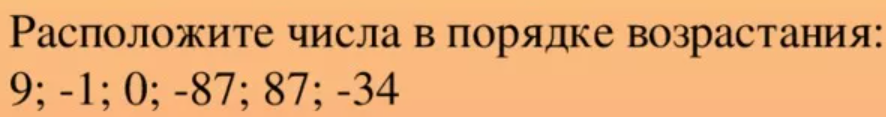 Расположите числа в порядке возрастания:
9; -1; 0; -87; 87; -34